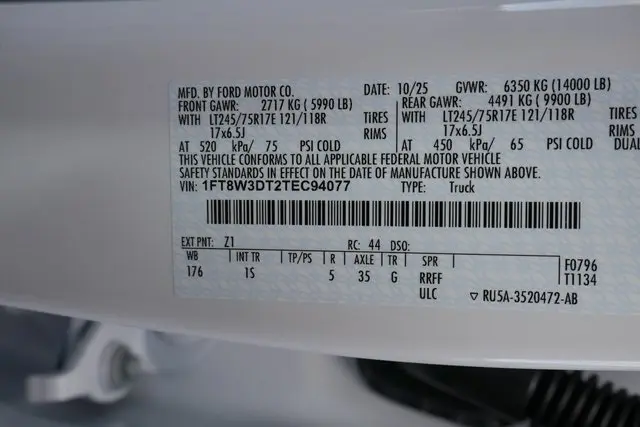 MFD. BY FORD MOTOR CO. DATE: 10/25 GVWR: 6350 KG (14000 LB)
FRONT GAWR: 2717 KG (5990 LB) REAR GAWR: 4491 KG (9900 LB)
WITH LT245/75R17E 121/118R TIRES WITH LT245/75R17E 121/118R TIRES
17x6.5J RIMS 17x6.5J RIMS
AT 520 kPa/ 75 PSI COLD AT 450 kPa/ 65 PSI COLD DUAL
THIS VEHICLE CONFORMS TO ALL APPLICABLE FEDERAL MOTOR VEHICLE
SAFETY STANDARDS IN EFFECT ON THE DATE OF MANUFACTURE SHOWN ABOVE.
VIN: 1FT8W3DT2TEC94077 TYPE: Truck
EXT PNT: Z1 RC: 44 DSO:
WB INT TR TP/PS R AXLE TR SPR F0796
176 1S 5 35 G RRFF T1134
ULC ▽ RU5A-3520472-AB